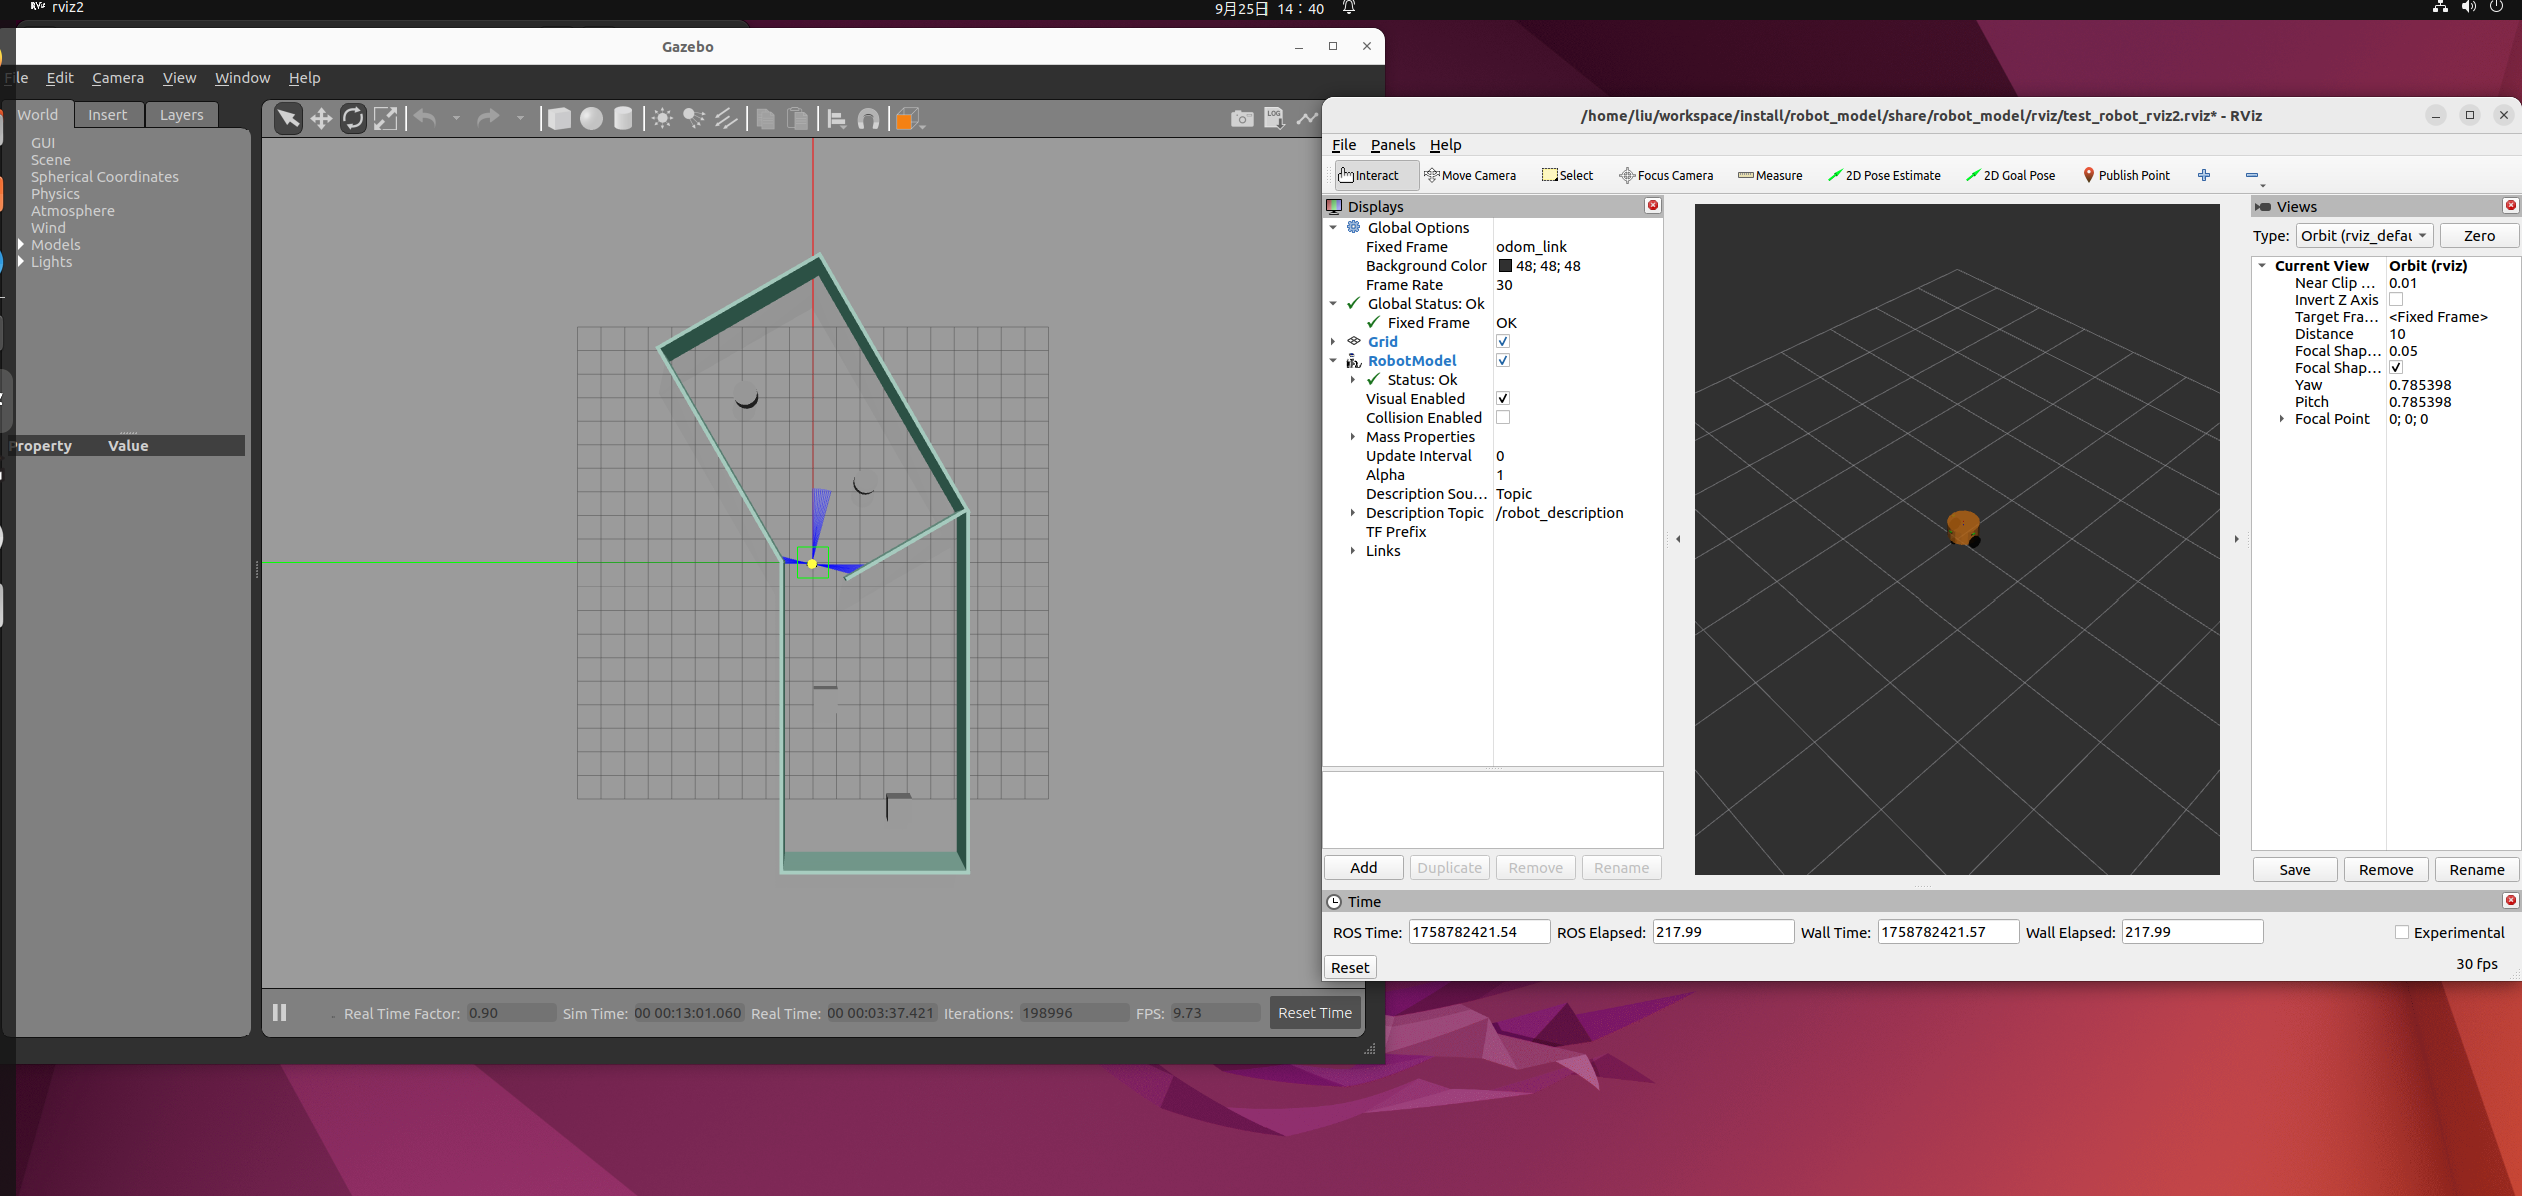 rviz2
9月25日 14：40
Gazebo
File Edit Camera View Window Help
World Insert Layers
GUI
Scene
Spherical Coordinates
Physics
Atmosphere
Wind
Models
Lights
Property Value
LOG
Real Time Factor: 0.90 Sim Time: 00 00:13:01.060 Real Time: 00 00:03:37.421 Iterations: 198996 FPS: 9.73 Reset Time
/home/liu/workspace/install/robot_model/share/robot_model/rviz/test_robot_rviz2.rviz* - RViz
File Panels Help
Interact Move Camera Select Focus Camera Measure 2D Pose Estimate 2D Goal Pose Publish Point
Displays
Global Options
Fixed Frame odom_link
Background Color 48; 48; 48
Frame Rate 30
Global Status: Ok
Fixed Frame OK
Grid
RobotModel
Status: Ok
Visual Enabled
Collision Enabled
Mass Properties
Update Interval 0
Alpha 1
Description Sou... Topic
Description Topic /robot_description
TF Prefix
Links
Add Duplicate Remove Rename
Views
Type: Orbit (rviz_defau Zero
Current View Orbit (rviz)
Near Clip ... 0.01
Invert Z Axis
Target Fra... <Fixed Frame>
Distance 10
Focal Shap... 0.05
Focal Shap...
Yaw 0.785398
Pitch 0.785398
Focal Point 0; 0; 0
Save Remove Rename
Time
ROS Time: 1758782421.54 ROS Elapsed: 217.99 Wall Time: 1758782421.57 Wall Elapsed: 217.99 Experimental
Reset
30 fps